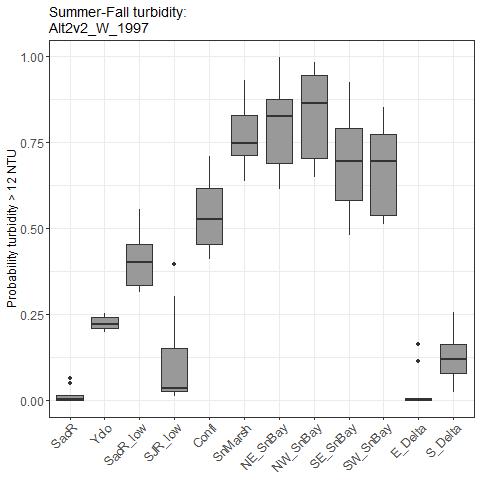 Summer-Fall turbidity:
Alt2v2_W_1997
Probability turbidity > 12 NTU
1.00
0.75
0.50
0.25
0.00
SacR
Yolo
SacR_low
SJR_low
Confl
SnMarsh
NE_SnBay
NW_SnBay
SE_SnBay
SW_SnBay
E_Delta
S_Delta